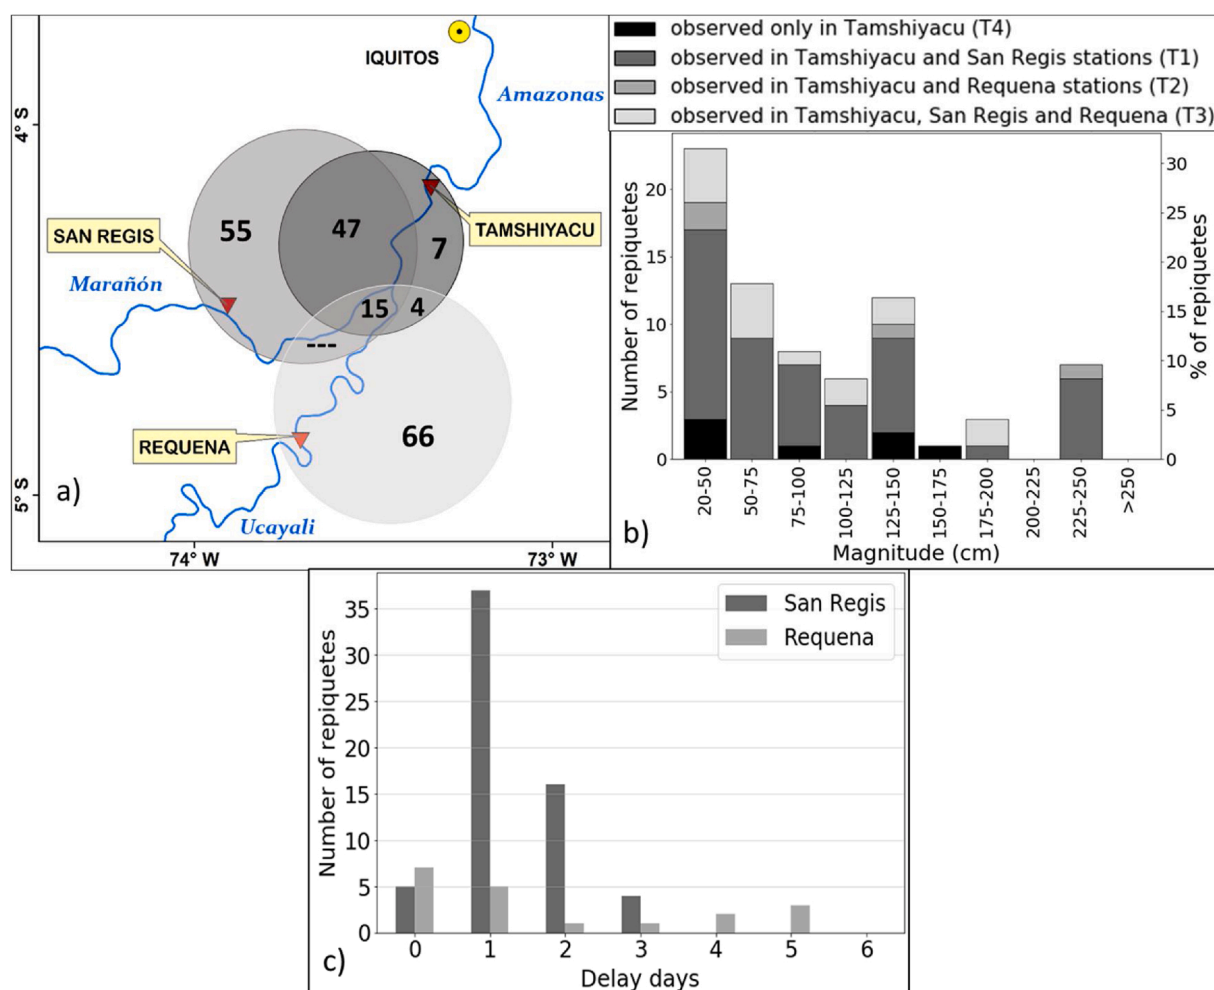 IQUITOS
Amazonas
4° S
SAN REGIS
55
47
7
TAMSHIYACU
Marañón
15
4
---
REQUENA
66
a)
5° S
Ucayali
74° W
73° W
observed only in Tamshiyacu (T4)
observed in Tamshiyacu and San Regis stations (T1)
observed in Tamshiyacu and Requena stations (T2)
observed in Tamshiyacu, San Regis and Requena (T3)
Number of repiquetes
20
15
10
5
0
% of repiquetes
30
25
20
15
10
5
0
20-50
50-75
75-100
100-125
125-150
150-175
175-200
200-225
225-250
>250
Magnitude (cm)
b)
Number of repiquetes
35
30
25
20
15
10
5
0
San Regis
Requena
0 1 2 3 4 5 6
Delay days
c)